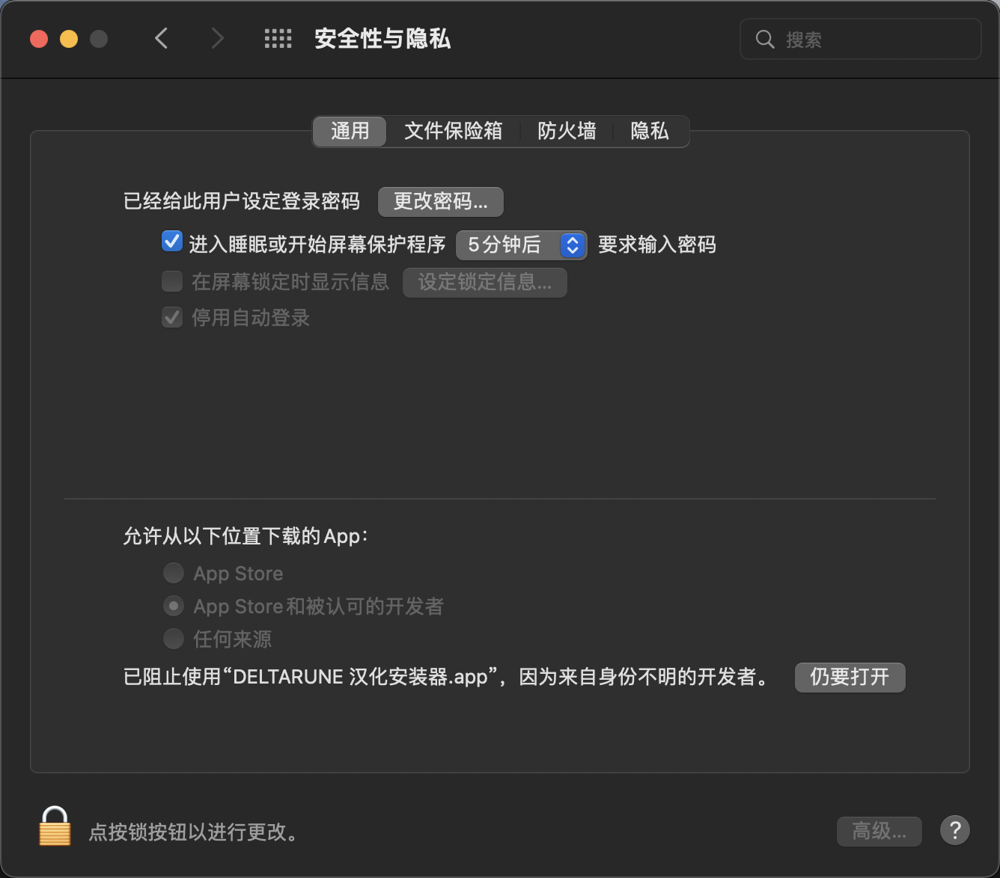 安全性与隐私
搜索
通用 文件保险箱 防火墙 隐私
已经给此用户设定登录密码 更改密码...
进入睡眠或开始屏幕保护程序 5分钟后 要求输入密码
在屏幕锁定时显示信息 设定锁定信息...
停用自动登录
允许从以下位置下载的App：
App Store
App Store和被认可的开发者
任何来源
已阻止使用“DELTARUNE 汉化安装器.app”，因为来自身份不明的开发者。 仍要打开
点按锁按钮以进行更改。
高级... ?